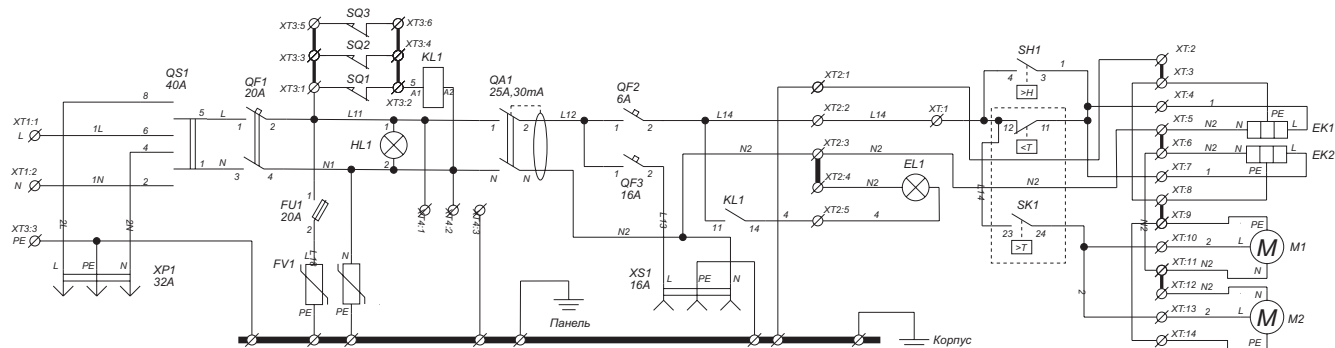 XT3:5
SQ3
XT3:6
XT3:3
SQ2
XT3:4
XT3:1
SQ1
XT3:2
KL1
5
A1
A2
QS1
40A
QF1
20A
8
5
L
L
1
2
L11
XT1:1
L
1L
6
4
XT1:2
N
1N
2
1
N
3
4
N1
HL1
1
2
QA1
25A,30mA
1
2
L12
N
N
QF2
6A
1
2
L14
QF3
16A
1
2
L13
XT3:3
PE
2L
2N
L
PE
N
XP1
32A
FU1
20A
1
2
L16
FV1
L
N
PE
PE
XT4:1
XT4:2
XT4:3
N2
N2
KL1
11
14
4
4
XS1
16A
L
PE
N
Панель
Корпус
XT2:1
XT2:2
L14
XT:1
XT2:3
N2
XT2:4
N2
XT2:5
EL1
SH1
4
3
1
>H
12
11
<T
L14
N2
SK1
23
24
>T
2
N2
XT:2
XT:3
XT:4
1
XT:5
N2
N
PE
L
EK1
XT:6
N2
N
L
EK2
XT:7
1
PE
XT:8
XT:9
PE
XT:10
2
L
M
M1
XT:11
N2
N
XT:12
N2
N
XT:13
2
L
M
M2
XT:14
PE